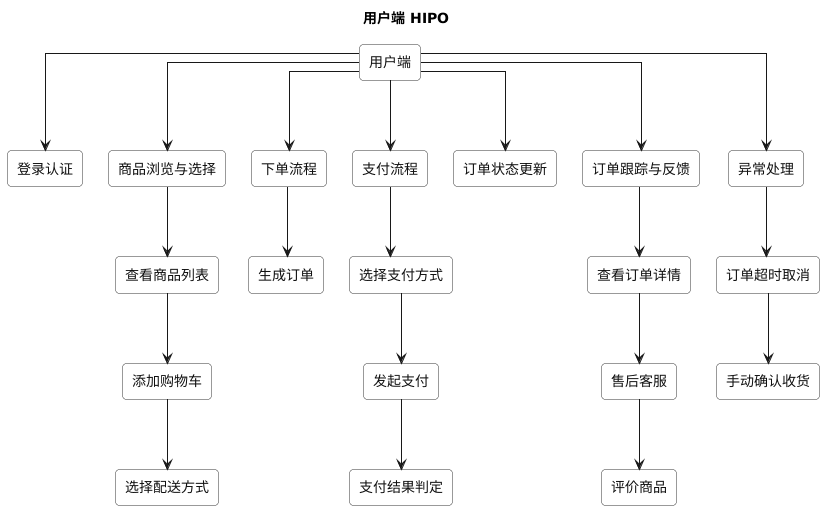 用户端 HIPO
用户端
登录认证
商品浏览与选择
下单流程
支付流程
订单状态更新
订单跟踪与反馈
异常处理
查看商品列表
生成订单
选择支付方式
查看订单详情
订单超时取消
添加购物车
发起支付
售后客服
手动确认收货
选择配送方式
支付结果判定
评价商品